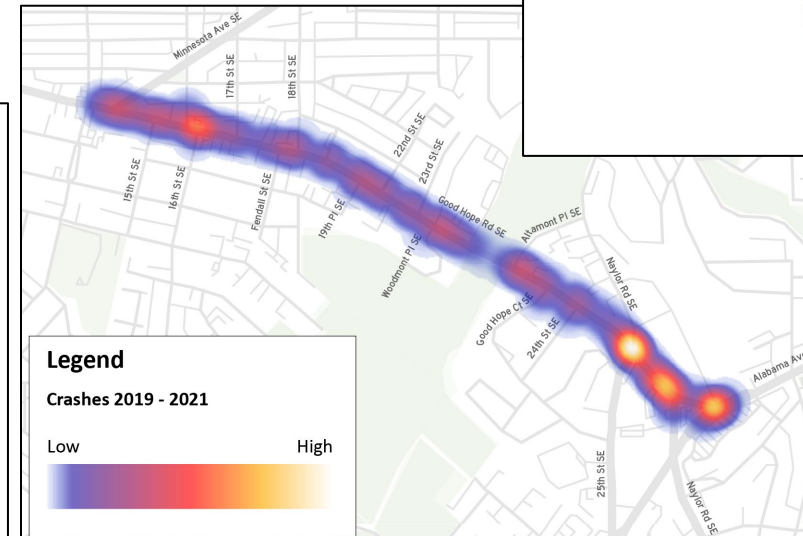 Minnesota Ave SE
17th St SE
18th St SE
22nd St SE
23rd St SE
15th St SE
16th St SE
Fendall St SE
19th Pl SE
Good Hope Rd SE
Altamont Pl SE
Woodmont Pl SE
Naylor Rd SE
Good Hope Ct SE
24th St SE
Alabama Ave
25th St SE
Naylor Rd SE
Legend
Crashes 2019 - 2021
Low High